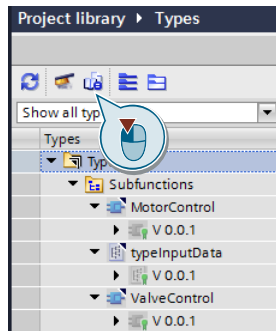 Project library ▸ Types
Show all typ
Types
Typ
Subfunctions
MotorControl
V 0.0.1
typeInputData
V 0.0.1
ValveControl
V 0.0.1